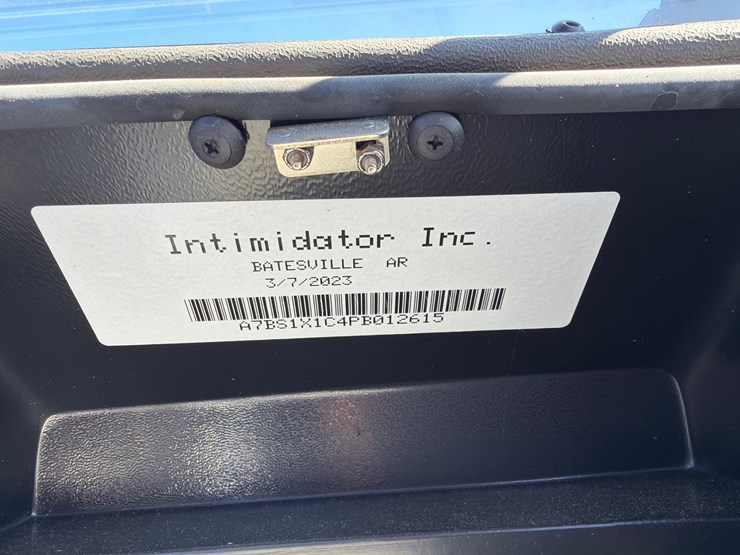 Intimidator Inc.
BATESVILLE AR
3/7/2023
A7BS1X1C4PB012615